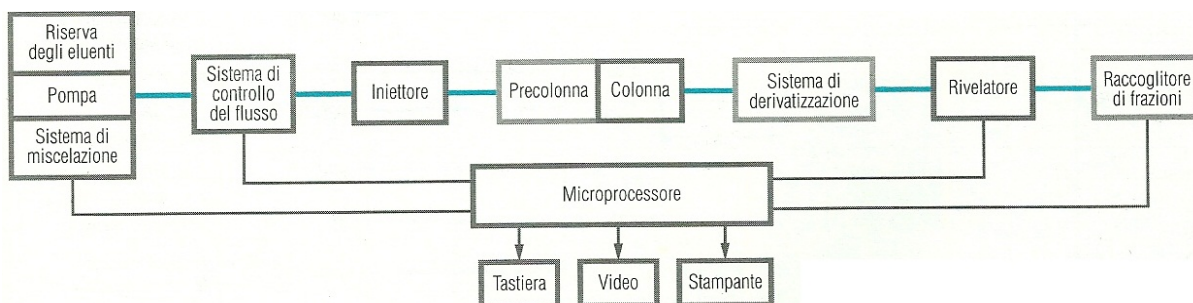 Riserva
degli eluenti
Pompa
Sistema di
miscelazione
Sistema di
controllo
del flusso
Iniettore
Precolonna
Colonna
Sistema di
derivatizzazione
Rivelatore
Raccoglitore
di frazioni
Microprocessore
Tastiera
Video
Stampante